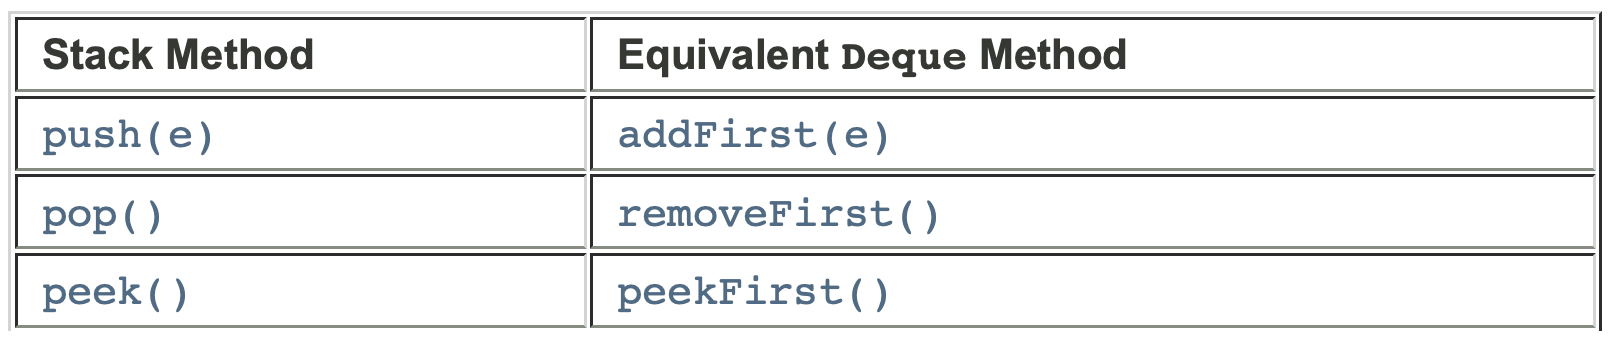 Stack Method Equivalent Deque Method
push(e) addFirst(e)
pop() removeFirst()
peek() peekFirst()